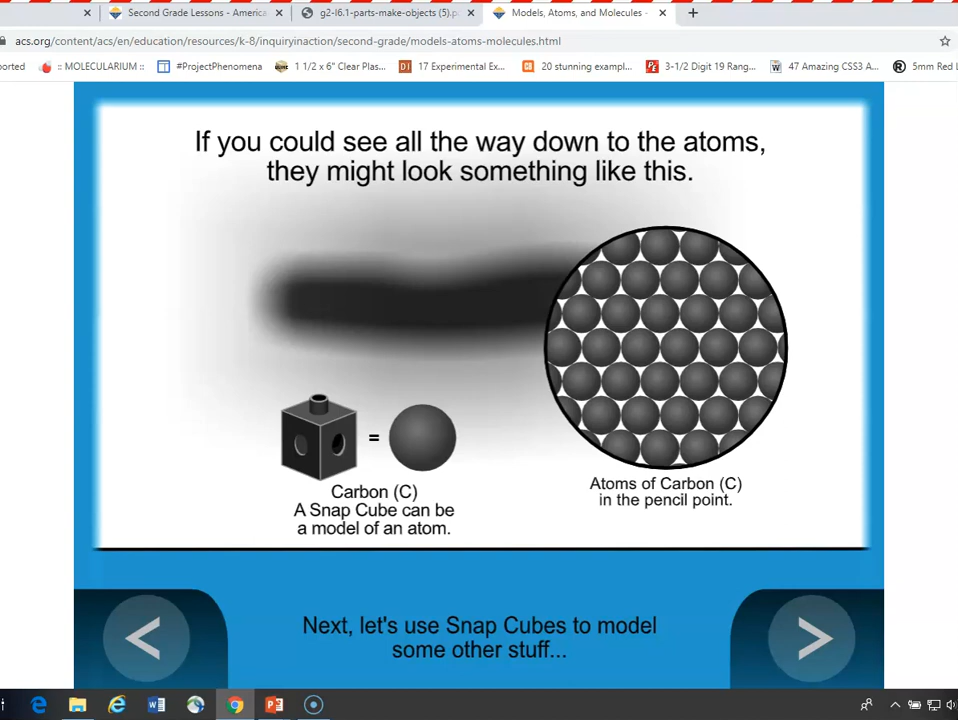 Second Grade Lessons - America
g2-l6.1-parts-make-objects (5).p
Models, Atoms, and Molecules -
acs.org/content/acs/en/education/resources/k-8/inquiryinaction/second-grade/models-atoms-molecules.html
ported
:: MOLECULARIUM ::
#ProjectPhenomena
1 1/2 x 6" Clear Plas...
DI
17 Experimental Ex...
20 stunning exampl...
3-1/2 Digit 19 Rang...
47 Amazing CSS3 A...
5mm Red L
If you could see all the way down to the atoms,
they might look something like this.
=
Carbon (C)
A Snap Cube can be
a model of an atom.
Atoms of Carbon (C)
in the pencil point.
Next, let's use Snap Cubes to model
some other stuff...